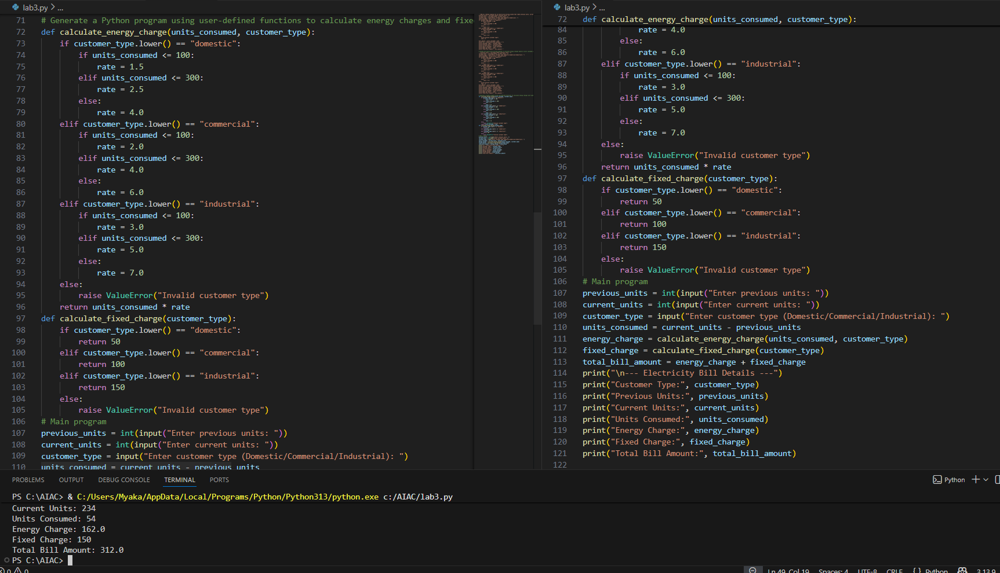 lab3.py > ...
71 # Generate a Python program using user-defined functions to calculate energy charges and fixe
72 def calculate_energy_charge(units_consumed, customer_type):
73     if customer_type.lower() == "domestic":
74         if units_consumed <= 100:
75             rate = 1.5
76         elif units_consumed <= 300:
77             rate = 2.5
78         else:
79             rate = 4.0
80     elif customer_type.lower() == "commercial":
81         if units_consumed <= 100:
82             rate = 2.0
83         elif units_consumed <= 300:
84             rate = 4.0
85         else:
86             rate = 6.0
87     elif customer_type.lower() == "industrial":
88         if units_consumed <= 100:
89             rate = 3.0
90         elif units_consumed <= 300:
91             rate = 5.0
92         else:
93             rate = 7.0
94     else:
95         raise ValueError("Invalid customer type")
96     return units_consumed * rate
97 def calculate_fixed_charge(customer_type):
98     if customer_type.lower() == "domestic":
99         return 50
100     elif customer_type.lower() == "commercial":
101         return 100
102     elif customer_type.lower() == "industrial":
103         return 150
104     else:
105         raise ValueError("Invalid customer type")
106 # Main program
107 previous_units = int(input("Enter previous units: "))
108 current_units = int(input("Enter current units: "))
109 customer_type = input("Enter customer type (Domestic/Commercial/Industrial): ")
110 units_consumed = current_units - previous_units
lab3.py > ...
72 def calculate_energy_charge(units_consumed, customer_type):
84             rate = 4.0
85         else:
86             rate = 6.0
87     elif customer_type.lower() == "industrial":
88         if units_consumed <= 100:
89             rate = 3.0
90         elif units_consumed <= 300:
91             rate = 5.0
92         else:
93             rate = 7.0
94     else:
95         raise ValueError("Invalid customer type")
96     return units_consumed * rate
97 def calculate_fixed_charge(customer_type):
98     if customer_type.lower() == "domestic":
99         return 50
100     elif customer_type.lower() == "commercial":
101         return 100
102     elif customer_type.lower() == "industrial":
103         return 150
104     else:
105         raise ValueError("Invalid customer type")
106 # Main program
107 previous_units = int(input("Enter previous units: "))
108 current_units = int(input("Enter current units: "))
109 customer_type = input("Enter customer type (Domestic/Commercial/Industrial): ")
110 units_consumed = current_units - previous_units
111 energy_charge = calculate_energy_charge(units_consumed, customer_type)
112 fixed_charge = calculate_fixed_charge(customer_type)
113 total_bill_amount = energy_charge + fixed_charge
114 print("\n--- Electricity Bill Details ---")
115 print("Customer Type:", customer_type)
116 print("Previous Units:", previous_units)
117 print("Current Units:", current_units)
118 print("Units Consumed:", units_consumed)
119 print("Energy Charge:", energy_charge)
120 print("Fixed Charge:", fixed_charge)
121 print("Total Bill Amount:", total_bill_amount)
122
PROBLEMS OUTPUT DEBUG CONSOLE TERMINAL PORTS
Python
PS C:\AIAC> & C:/Users/Myaka/AppData/Local/Programs/Python/Python313/python.exe c:/AIAC/lab3.py
Current Units: 234
Units Consumed: 54
Energy Charge: 162.0
Fixed Charge: 150
Total Bill Amount: 312.0
PS C:\AIAC>
0 0 Ln 49, Col 19 Spaces: 4 UTF-8 CRLF {} Python 3.13.9